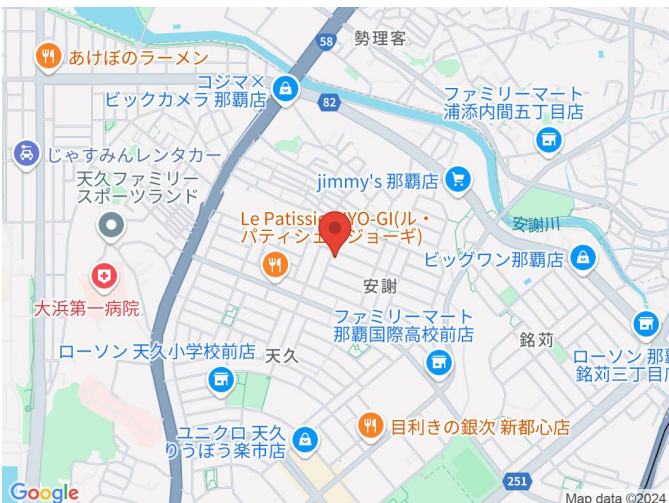 58
勢理客
あけぼのラーメン
コジマ×
ビックカメラ 那覇店
82
ファミリーマート
浦添内間五丁目店
じゃすみんレンタカー
天久ファミリー
スポーツランド
jimmy's 那覇店
安謝川
Le Patissi
YO-GI(ル・
パティシ
ジョーギ)
ビッグワン那覇店
大浜第一病院
安謝
ファミリーマート
那覇国際高校前店
銘苅
ローソン 天久小学校前店
天久
ローソン 那
銘苅三丁目
目利きの銀次 新都心店
ユニクロ 天久
りうぼう楽市店
251
Google
Map data ©2024